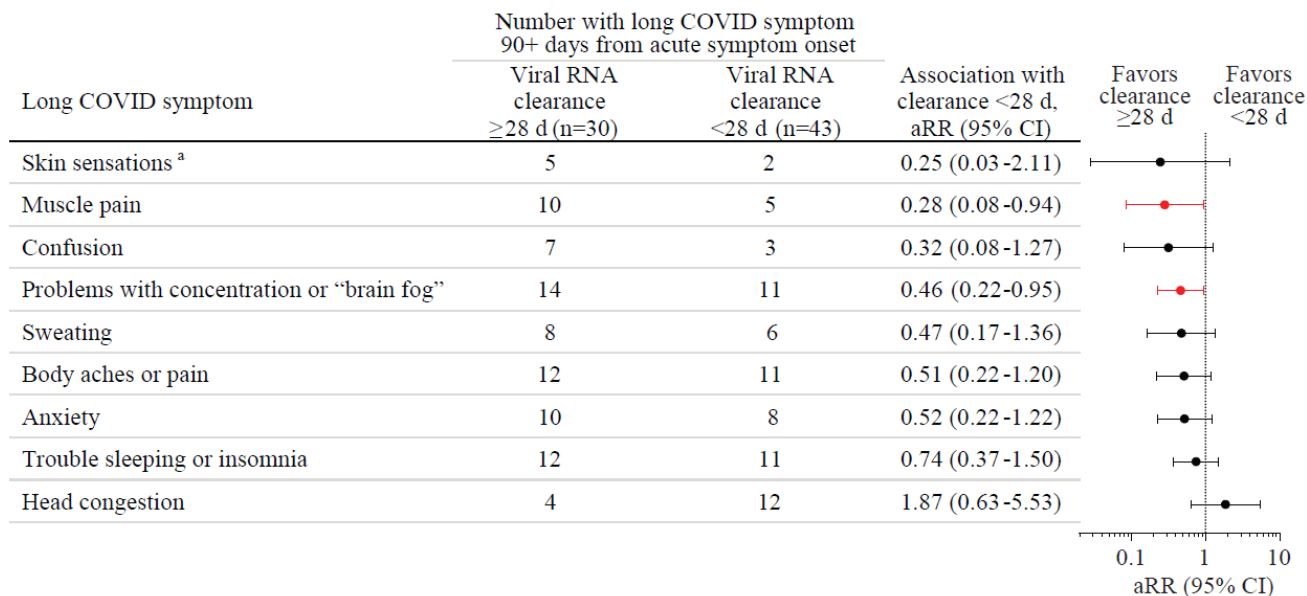 Number with long COVID symptom
90+ days from acute symptom onset
Long COVID symptom
Viral RNA
clearance
≥28 d (n=30)
Viral RNA
clearance
<28 d (n=43)
Association with
clearance <28 d,
aRR (95% CI)
Favors
clearance
≥28 d
Favors
clearance
<28 d
Skin sensations a 5 2 0.25 (0.03-2.11)
Muscle pain 10 5 0.28 (0.08-0.94)
Confusion 7 3 0.32 (0.08-1.27)
Problems with concentration or “brain fog” 14 11 0.46 (0.22-0.95)
Sweating 8 6 0.47 (0.17-1.36)
Body aches or pain 12 11 0.51 (0.22-1.20)
Anxiety 10 8 0.52 (0.22-1.22)
Trouble sleeping or insomnia 12 11 0.74 (0.37-1.50)
Head congestion 4 12 1.87 (0.63-5.53)
0.1 1 10
aRR (95% CI)